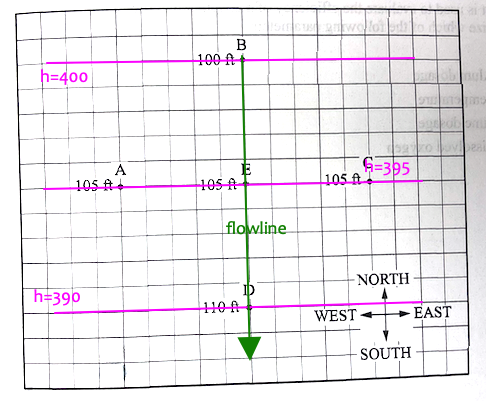 B
100 ft
h=400
A
E
C
105 ft
105 ft
105 ft
h=395
flowline
NORTH
D
h=390
110 ft
WEST
EAST
SOUTH